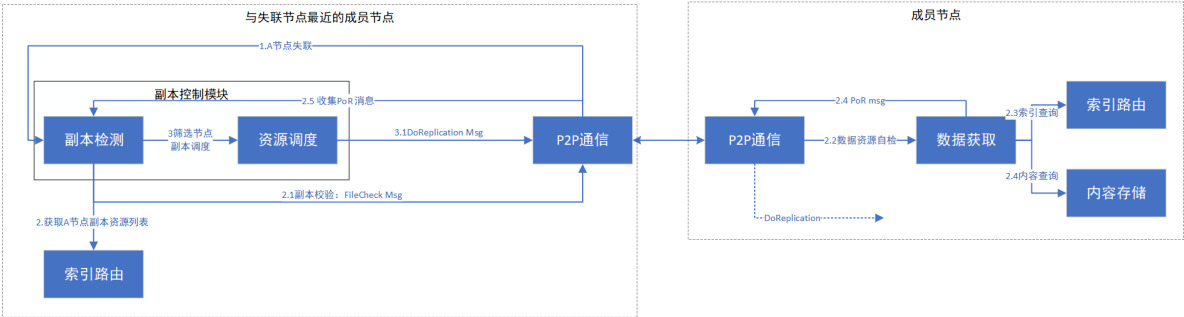 与失联节点最近的成员节点
成员节点
1.A节点失联
副本控制模块
2.5 收集PoR 消息
副本检测
3筛选节点
副本调度
资源调度
3.1DoReplication Msg
P2P通信
2.1副本校验：FileCheck Msg
2.获取A节点副本资源列表
索引路由
2.4 PoR msg
P2P通信
2.2数据资源自检
数据获取
2.3索引查询
索引路由
2.4内容查询
内容存储
DoReplication